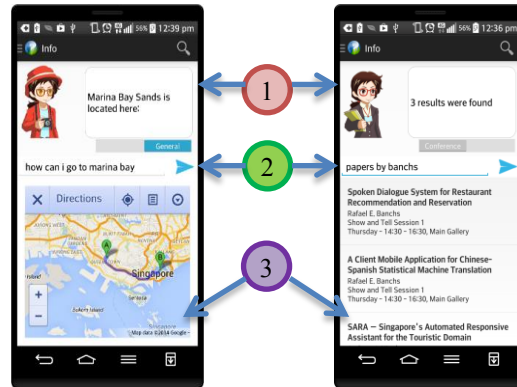 56% 12:39 pm
Info
Marina Bay Sands is
located here:
General
how can i go to marina bay
Directions
A
B
Singapore
Sentosa
+
-
Map data ©2014 Google -
1
2
3
56% 12:36 pm
Info
3 results were found
Conference
papers by banchs
Spoken Dialogue System for Restaurant
Recommendation and Reservation
Rafael E. Banchs
Show and Tell Session 1
Thursday - 14:30 - 16:30, Main Gallery
A Client Mobile Application for Chinese-
Spanish Statistical Machine Translation
Rafael E. Banchs
Show and Tell Session 1
Thursday - 14:30 - 16:30, Main Gallery
SARA – Singapore's Automated Responsive
Assistant for the Touristic Domain